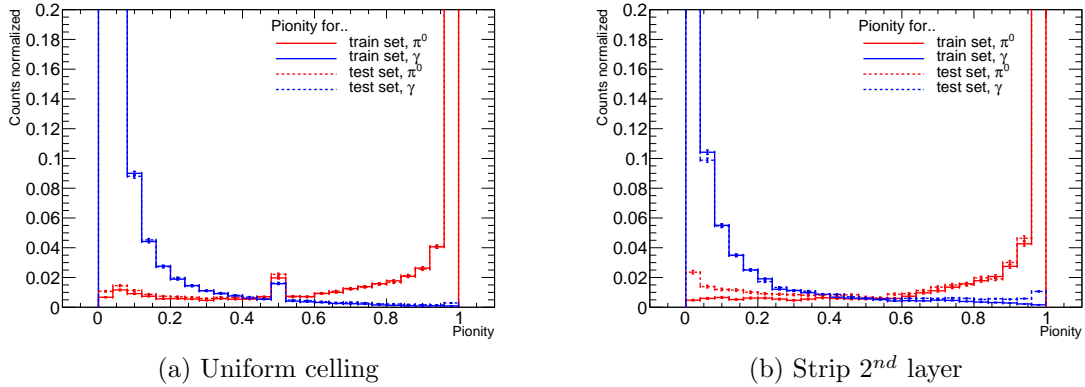 0.2
0.18
0.16
0.14
0.12
0.1
0.08
0.06
0.04
0.02
0
Counts normalized
Pionity for..
train set, π⁰
train set, γ
test set, π⁰
test set, γ
0 0.2 0.4 0.6 0.8 1
Pionity
(a) Uniform celling
0.2
0.18
0.16
0.14
0.12
0.1
0.08
0.06
0.04
0.02
0
Counts normalized
Pionity for..
train set, π⁰
train set, γ
test set, π⁰
test set, γ
0 0.2 0.4 0.6 0.8 1
Pionity
(b) Strip 2ⁿᵈ layer